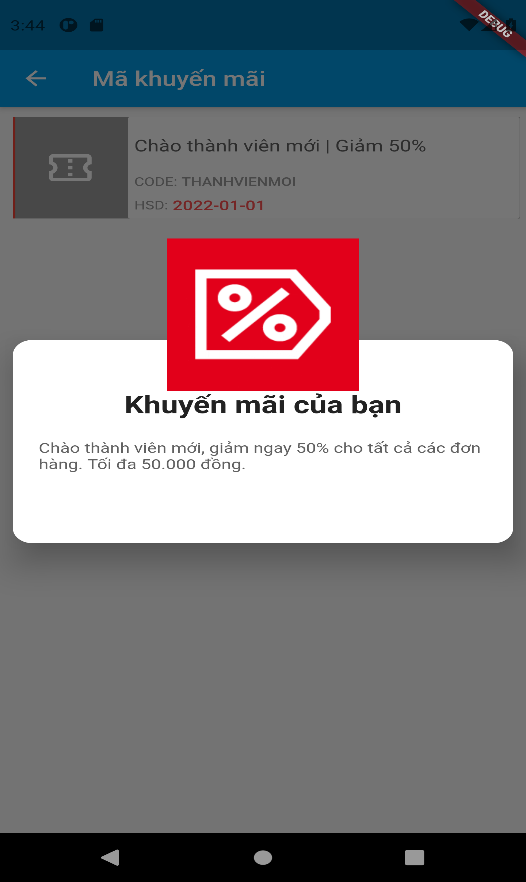 3:44
DEBUG
Mã khuyến mãi
Chào thành viên mới | Giảm 50%
CODE: THANHVIENMOI
HSD: 2022-01-01
%
Khuyến mãi của bạn
Chào thành viên mới, giảm ngay 50% cho tất cả các đơn
hàng. Tối đa 50.000 đồng.